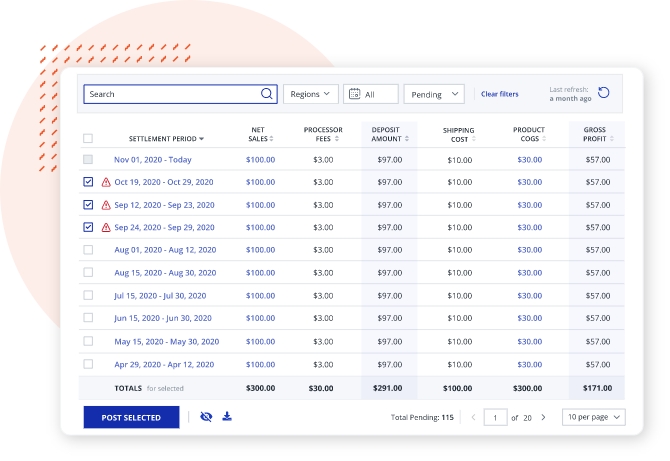 Search
Regions All Pending Clear filters Last refresh: a month ago
SETTLEMENT PERIOD NET SALES PROCESSOR FEES DEPOSIT AMOUNT SHIPPING COST PRODUCT COGS GROSS PROFIT
Nov 01, 2020 - Today $100.00 $3.00 $97.00 $10.00 $30.00 $57.00
Oct 19, 2020 - Oct 29, 2020 $100.00 $3.00 $97.00 $10.00 $30.00 $57.00
Sep 12, 2020 - Sep 23, 2020 $100.00 $3.00 $97.00 $10.00 $30.00 $57.00
Sep 24, 2020 - Sep 29, 2020 $100.00 $3.00 $97.00 $10.00 $30.00 $57.00
Aug 01, 2020 - Aug 12, 2020 $100.00 $3.00 $97.00 $10.00 $30.00 $57.00
Aug 15, 2020 - Aug 30, 2020 $100.00 $3.00 $97.00 $10.00 $30.00 $57.00
Jul 15, 2020 - Jul 30, 2020 $100.00 $3.00 $97.00 $10.00 $30.00 $57.00
Jun 15, 2020 - Jun 30, 2020 $100.00 $3.00 $97.00 $10.00 $30.00 $57.00
May 15, 2020 - May 30, 2020 $100.00 $3.00 $97.00 $10.00 $30.00 $57.00
Apr 29, 2020 - Apr 12, 2020 $100.00 $3.00 $97.00 $10.00 $30.00 $57.00
TOTALS for selected $300.00 $30.00 $291.00 $100.00 $300.00 $171.00
POST SELECTED Total Pending: 115 1 of 20 10 per page